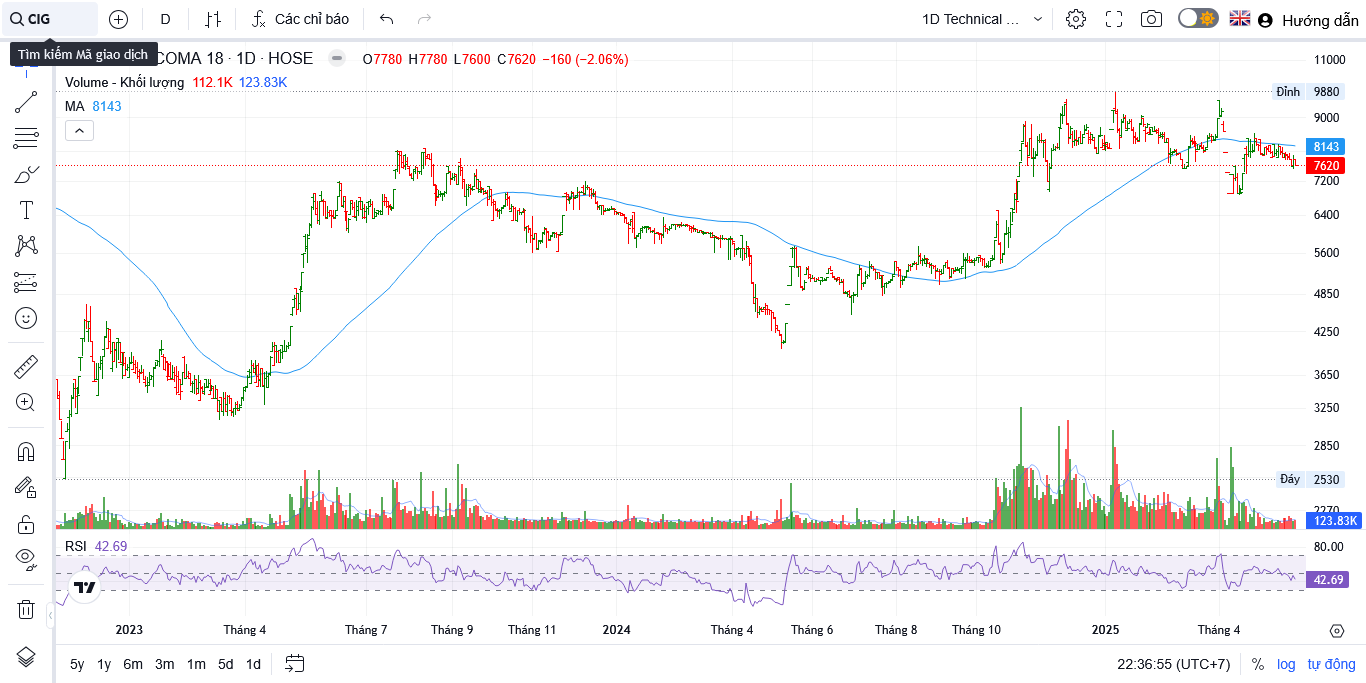 CIG
D
Các chỉ báo
1D Technical ...
Hướng dẫn
Tìm kiếm Mã giao dịch
COMA 18 · 1D · HOSE O7780 H7780 L7600 C7620 −160 (−2.06%)
Volume - Khối lượng 112.1K 123.83K
MA 8143
11000
Đỉnh 9880
9000
8143
7620
7200
6400
5600
4850
4250
3650
3250
2850
Đáy 2530
2270
123.83K
RSI 42.69
80.00
42.69
2023 Tháng 4 Tháng 7 Tháng 9 Tháng 11 2024 Tháng 4 Tháng 6 Tháng 8 Tháng 10 2025 Tháng 4
5y 1y 6m 3m 1m 5d 1d
22:36:55 (UTC+7) % log tự động